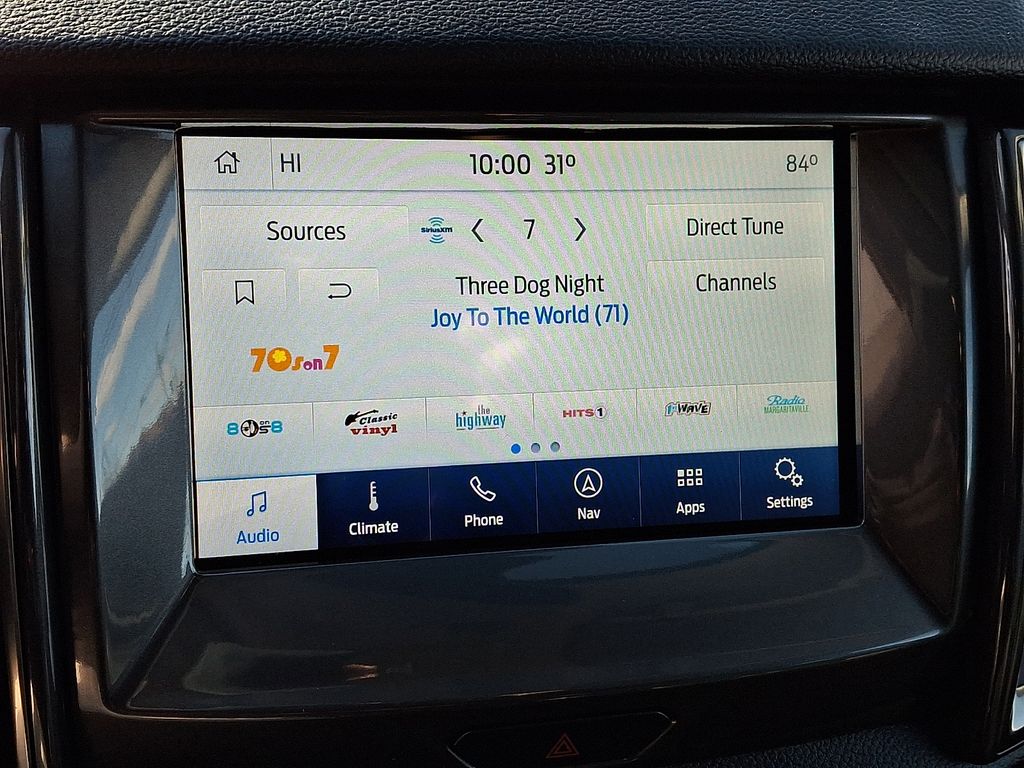 HI 10:00 31° 84°
Sources SiriusXM 7 Direct Tune
Three Dog Night Channels
Joy To The World (71)
70s on 7
80s on 8 Classic Vinyl the highway HITS 1 1st WAVE Radio MARGARITAVILLE
Audio Climate Phone Nav Apps Settings